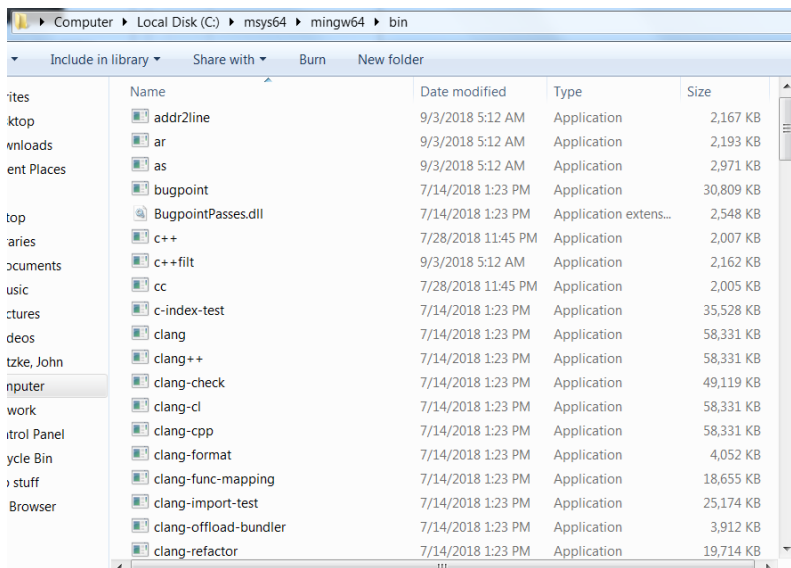 Computer Local Disk (C:) msys64 mingw64 bin
Include in library Share with Burn New folder
rites Name Date modified Type Size
sktop addr2line 9/3/2018 5:12 AM Application 2,167 KB
wnloads ar 9/3/2018 5:12 AM Application 2,193 KB
ent Places as 9/3/2018 5:12 AM Application 2,971 KB
bugpoint 7/14/2018 1:23 PM Application 30,809 KB
top BugpointPasses.dll 7/14/2018 1:23 PM Application extens... 2,548 KB
raries c++ 7/28/2018 11:45 PM Application 2,007 KB
ocuments c++filt 9/3/2018 5:12 AM Application 2,162 KB
usic cc 7/28/2018 11:45 PM Application 2,005 KB
ctures c-index-test 7/14/2018 1:23 PM Application 35,528 KB
deos clang 7/14/2018 1:23 PM Application 58,331 KB
tzke, John clang++ 7/14/2018 1:23 PM Application 58,331 KB
mputer clang-check 7/14/2018 1:23 PM Application 49,119 KB
work clang-cl 7/14/2018 1:23 PM Application 58,331 KB
ntrol Panel clang-cpp 7/14/2018 1:23 PM Application 58,331 KB
ycle Bin clang-format 7/14/2018 1:23 PM Application 4,052 KB
stuff clang-func-mapping 7/14/2018 1:23 PM Application 18,655 KB
Browser clang-import-test 7/14/2018 1:23 PM Application 25,174 KB
clang-offload-bundler 7/14/2018 1:23 PM Application 3,912 KB
clang-refactor 7/14/2018 1:23 PM Application 19,714 KB